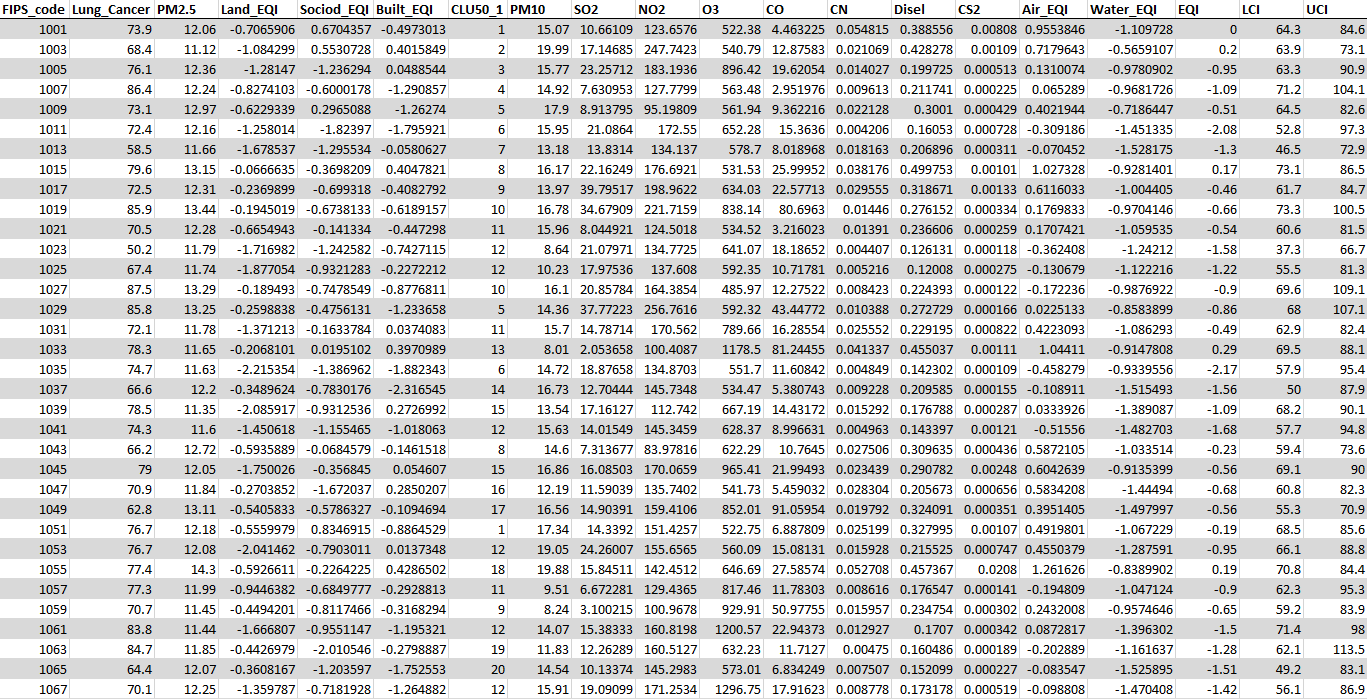 FIPS_code Lung_Cancer PM2.5 Land_EQI Sociod_EQI Built_EQI CLU50_1 PM10 SO2 NO2 O3 CO CN Disel CS2 Air_EQI Water_EQI EQI LCI UCI
1001 73.9 12.06 -0.7065906 0.6704357 -0.4973013 1 15.07 10.66109 123.6576 522.38 4.463225 0.054815 0.388556 0.00808 0.9553846 -1.109728 0 64.3 84.6
1003 68.4 11.12 -1.084299 0.5530728 0.4015849 2 19.99 17.14685 247.7423 540.79 12.87583 0.021069 0.428278 0.00109 0.7179643 -0.5659107 0.2 63.9 73.1
1005 76.1 12.36 -1.28147 -1.236294 0.0488544 3 15.77 23.25712 183.1936 896.42 19.62054 0.014027 0.199725 0.000513 0.1310074 -0.9780902 -0.95 63.3 90.9
1007 86.4 12.24 -0.8274103 -0.6000178 -1.290857 4 14.92 7.630953 127.7799 563.48 2.951976 0.009613 0.211741 0.000225 0.065289 -0.9681726 -1.09 71.2 104.1
1009 73.1 12.97 -0.6229339 0.2965088 -1.26274 5 17.9 8.913795 95.19809 561.94 9.362216 0.022128 0.3001 0.000429 0.4021944 -0.7186447 -0.51 64.5 82.6
1011 72.4 12.16 -1.258014 -1.82397 -1.795921 6 15.95 21.0864 172.55 652.28 15.3636 0.004206 0.16053 0.000728 -0.309186 -1.451335 -2.08 52.8 97.3
1013 58.5 11.66 -1.678537 -1.295534 -0.0580627 7 13.18 13.8314 134.137 578.7 8.018968 0.018163 0.206896 0.000311 -0.070452 -1.528175 -1.3 46.5 72.9
1015 79.6 13.15 -0.0666635 -0.3698209 0.4047821 8 16.17 22.16249 176.6921 531.53 25.99952 0.038176 0.499753 0.00101 1.027328 -0.9281401 0.17 73.1 86.5
1017 72.5 12.31 -0.2369899 -0.699318 -0.4082792 9 13.97 39.79517 198.9622 634.03 22.57713 0.029555 0.318671 0.00133 0.6116033 -1.004405 -0.46 61.7 84.7
1019 85.9 13.44 -0.1945019 -0.6738133 -0.6189157 10 16.78 34.67909 221.7159 838.14 80.6963 0.01446 0.276152 0.000334 0.1769833 -0.9704146 -0.66 73.3 100.5
1021 70.5 12.28 -0.6654943 -0.141334 -0.447298 11 15.96 8.044921 124.5018 534.52 3.216023 0.01391 0.236606 0.000259 0.1707421 -1.059535 -0.54 60.6 81.5
1023 50.2 11.79 -1.716982 -1.242582 -0.7427115 12 8.64 21.07971 134.7725 641.07 18.18652 0.004407 0.126131 0.000118 -0.362408 -1.24212 -1.58 37.3 66.7
1025 67.4 11.74 -1.877054 -0.9321283 -0.2272212 12 10.23 17.97536 137.608 592.35 10.71781 0.005216 0.12008 0.000275 -0.130679 -1.122216 -1.22 55.5 81.3
1027 87.5 13.29 -0.189493 -0.7478549 -0.8776811 10 16.1 20.85784 164.3854 485.97 12.27522 0.008423 0.224393 0.000122 -0.172236 -0.9876922 -0.9 69.6 109.1
1029 85.8 13.25 -0.2598838 -0.4756131 -1.233658 5 14.36 37.77223 256.7616 592.32 43.44772 0.010388 0.272729 0.000166 0.0225133 -0.8583899 -0.86 68 107.1
1031 72.1 11.78 -1.371213 -0.1633784 0.0374083 11 15.7 14.78714 170.562 789.66 16.28554 0.025552 0.229195 0.000822 0.4223093 -1.086293 -0.49 62.9 82.4
1033 78.3 11.65 -0.2068101 0.0195102 0.3970989 13 8.01 2.053658 100.4087 1178.5 81.24455 0.041337 0.455037 0.00111 1.04411 -0.9147808 0.29 69.5 88.1
1035 74.7 11.63 -2.215354 -1.386962 -1.882343 6 14.72 18.87658 134.8703 551.7 11.60842 0.004849 0.142302 0.000109 -0.458279 -0.9339556 -2.17 57.9 95.4
1037 66.6 12.2 -0.3489624 -0.7830176 -2.316545 14 16.73 12.70444 145.7348 534.47 5.380743 0.009228 0.209585 0.000155 -0.108911 -1.515493 -1.56 50 87.9
1039 78.5 11.35 -2.085917 -0.9312536 0.2726992 15 13.54 17.16127 112.742 667.19 14.43172 0.015292 0.176788 0.000287 0.0333926 -1.389087 -1.09 68.2 90.1
1041 74.3 11.6 -1.450618 -1.155465 -1.018063 12 15.63 14.01549 145.3459 628.37 8.996631 0.004963 0.143397 0.00121 -0.51556 -1.482703 -1.68 57.7 94.8
1043 66.2 12.72 -0.5935889 -0.0684579 -0.1461518 8 14.6 7.313677 83.97816 622.29 10.7645 0.027506 0.309635 0.000436 0.5872105 -1.033514 -0.23 59.4 73.6
1045 79 12.05 -1.750026 -0.356845 0.054607 15 16.86 16.08503 170.0659 965.41 21.99493 0.023439 0.290782 0.00248 0.6042639 -0.9135399 -0.56 69.1 90
1047 70.9 11.84 -0.2703852 -1.672037 0.2850207 16 12.19 11.59039 135.7402 541.73 5.459032 0.028304 0.205673 0.000656 0.5834208 -1.44494 -0.68 60.8 82.3
1049 62.8 13.11 -0.5405833 -0.5786327 -0.1094694 17 16.56 14.90391 159.4106 852.01 91.05954 0.019792 0.324091 0.000351 0.3951405 -1.497997 -0.56 55.3 70.9
1051 76.7 12.18 -0.5559979 0.8346915 -0.8864529 1 17.34 14.3392 151.4257 522.75 6.887809 0.025199 0.327995 0.00107 0.4919801 -1.067229 -0.19 68.5 85.6
1053 76.7 12.08 -2.041462 -0.7903011 0.0137348 12 19.05 24.26007 155.6565 560.09 15.08131 0.015928 0.215525 0.000747 0.4550379 -1.287591 -0.95 66.1 88.8
1055 77.4 14.3 -0.5926611 -0.2264225 0.4286502 18 19.88 15.84511 142.4512 646.69 27.58574 0.052708 0.457367 0.0208 1.261626 -0.8389902 0.19 70.8 84.4
1057 77.3 11.99 -0.9446382 -0.6849777 -0.2928813 11 9.51 6.672281 129.4365 817.46 11.78303 0.008616 0.176547 0.000141 -0.194809 -1.047124 -0.9 62.3 95.3
1059 70.7 11.45 -0.4494201 -0.8117466 -0.3168294 9 8.24 3.100215 100.9678 929.91 50.97755 0.015957 0.234754 0.000302 0.2432008 -0.9574646 -0.65 59.2 83.9
1061 83.8 11.44 -1.666807 -0.9551147 -1.195321 12 14.07 15.38333 160.8198 1200.57 22.94373 0.012927 0.1707 0.000342 0.0872817 -1.396302 -1.5 71.4 98
1063 84.7 11.85 -0.4426979 -2.010546 -0.2798887 19 11.83 12.26289 160.5127 632.23 11.7127 0.00475 0.160486 0.000189 -0.202889 -1.161637 -1.28 62.1 113.5
1065 64.4 12.07 -0.3608167 -1.203597 -1.752553 20 14.54 10.13374 145.2983 573.01 6.834249 0.007507 0.152099 0.000227 -0.083547 -1.525895 -1.51 49.2 83.1
1067 70.1 12.25 -1.359787 -0.7181928 -1.264882 12 15.91 19.09099 171.2534 1296.75 17.91623 0.008778 0.173178 0.000519 -0.098808 -1.470408 -1.42 56.1 86.5